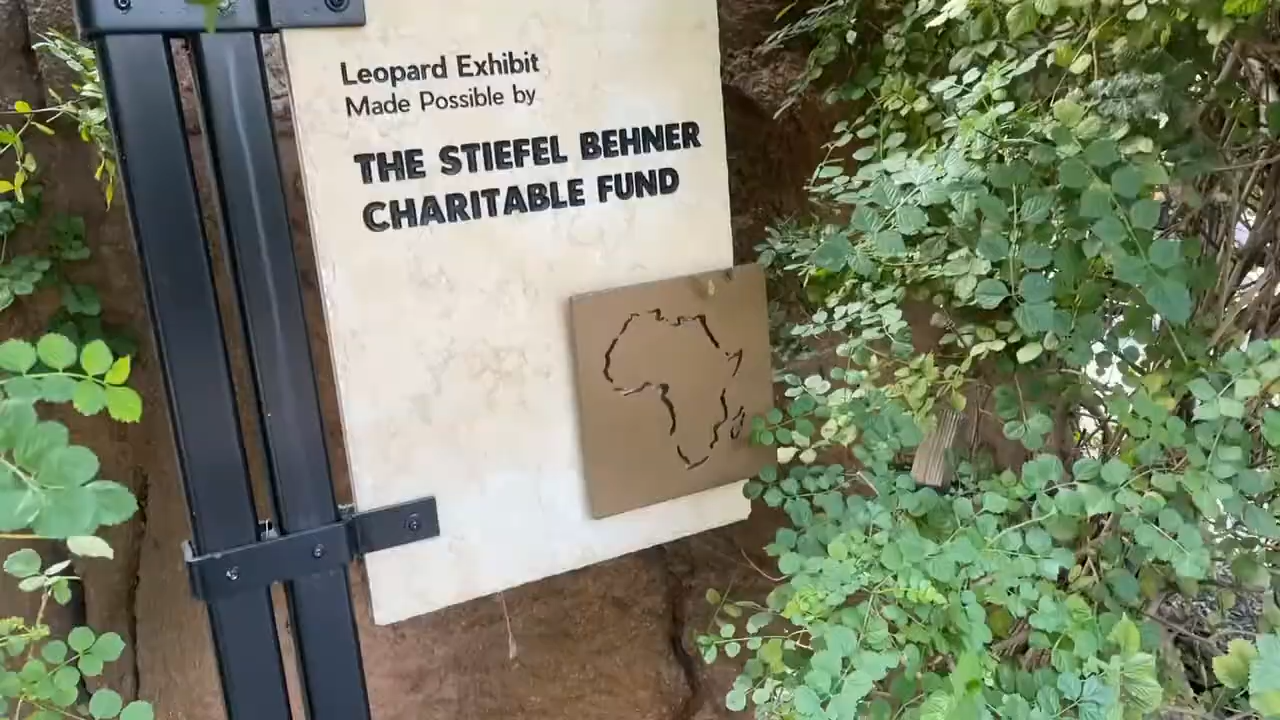 Leopard Exhibit
Made Possible by
THE STIEFEL BEHNER
CHARITABLE FUND